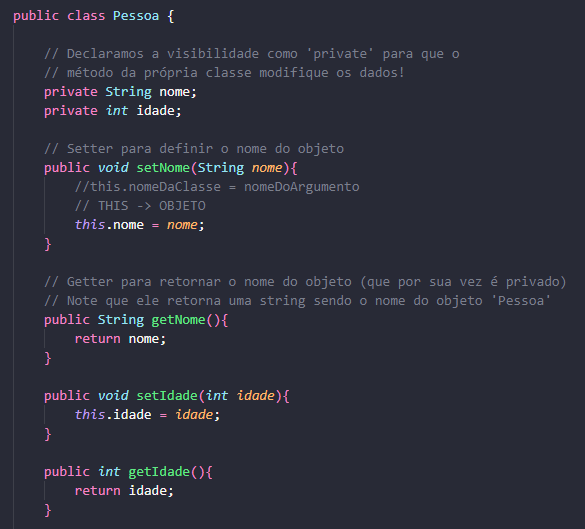 public class Pessoa {
// Declaramos a visibilidade como 'private' para que o
// método da própria classe modifique os dados!
private String nome;
private int idade;
// Setter para definir o nome do objeto
public void setNome(String nome){
//this.nomeDaClasse = nomeDoArgumento
// THIS -> OBJETO
this.nome = nome;
}
// Getter para retornar o nome do objeto (que por sua vez é privado)
// Note que ele retorna uma string sendo o nome do objeto 'Pessoa'
public String getNome(){
return nome;
}
public void setIdade(int idade){
this.idade = idade;
}
public int getIdade(){
return idade;
}